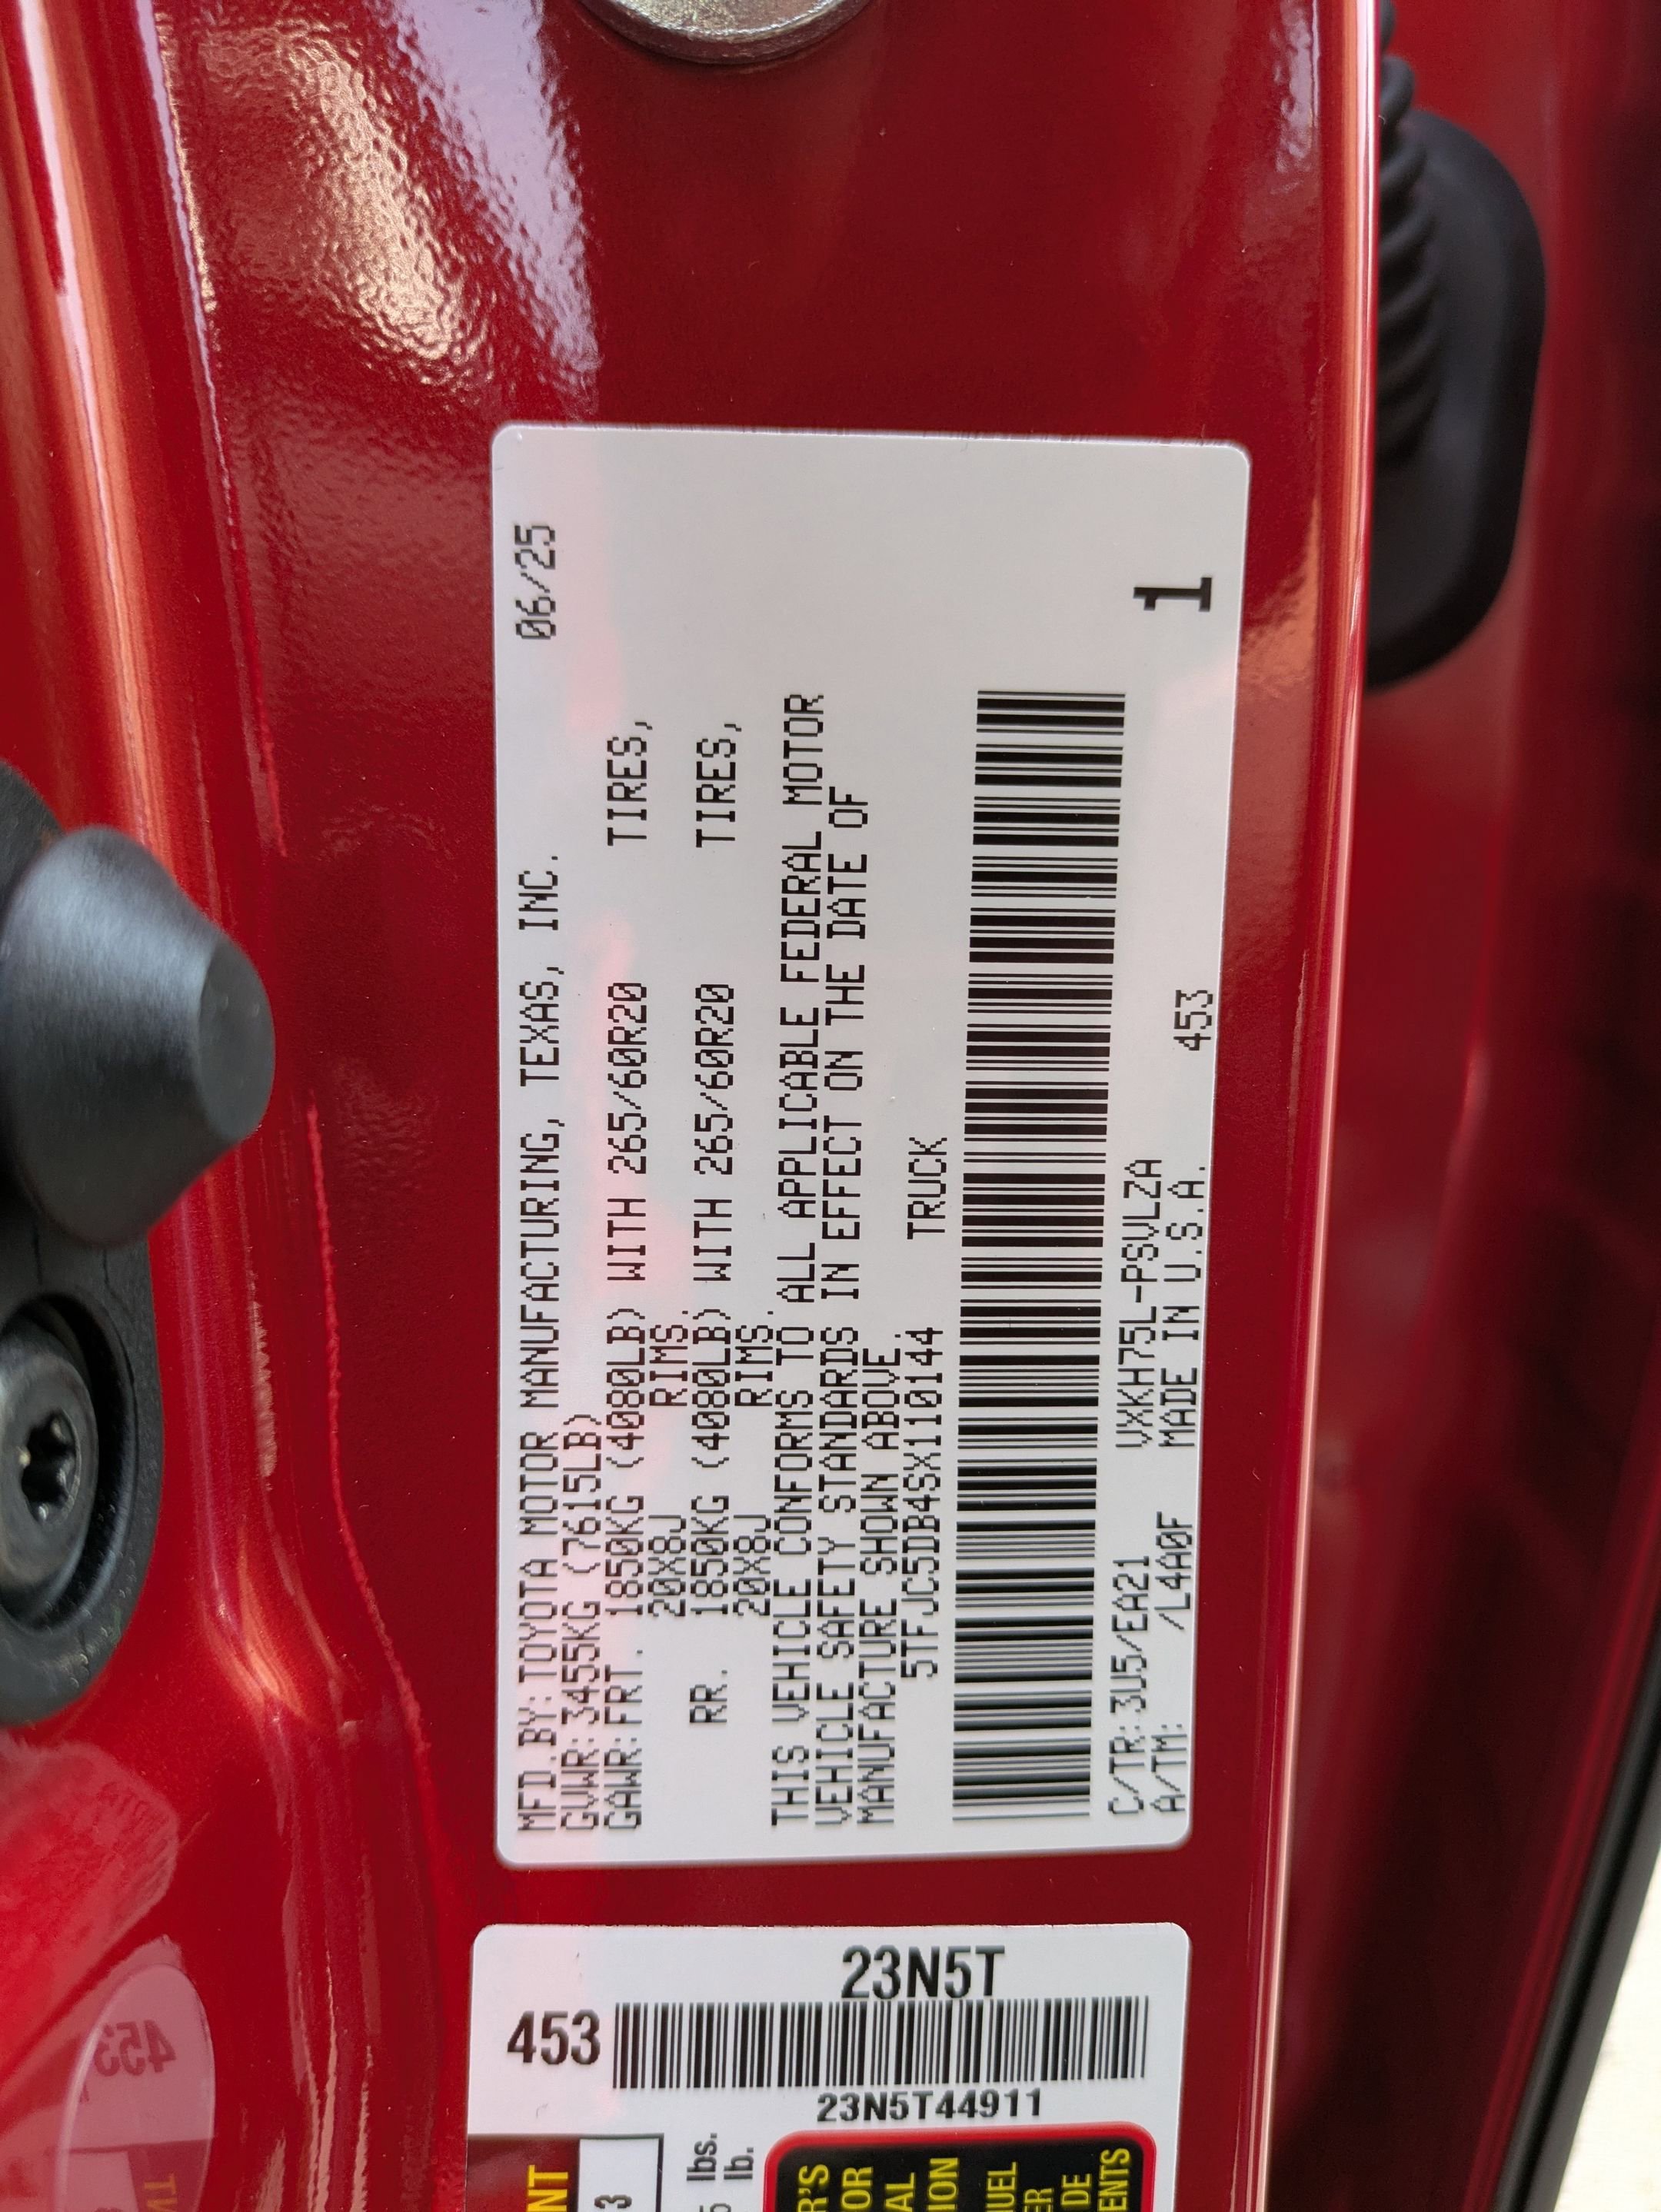 MFD.BY:TOYOTA MOTOR MANUFACTURING, TEXAS, INC. 06/25
GVWR:3455KG (7615LB)
GAWR:FRT. 1850KG (4080LB) WITH 265/60R20 TIRES,
20X8J RIMS.
RR. 1850KG (4080LB) WITH 265/60R20 TIRES,
20X8J RIMS.
THIS VEHICLE CONFORMS TO ALL APPLICABLE FEDERAL MOTOR
VEHICLE SAFETY STANDARDS IN EFFECT ON THE DATE OF
MANUFACTURE SHOWN ABOVE.
5TFJC5DB4SX110144 TRUCK
C/TR:3U5/EA21 VXKH75L-PSVLZA
A/TM: /L4A0F MADE IN U.S.A. 453
1
453
23N5T
23N5T44911
lbs.
lb.